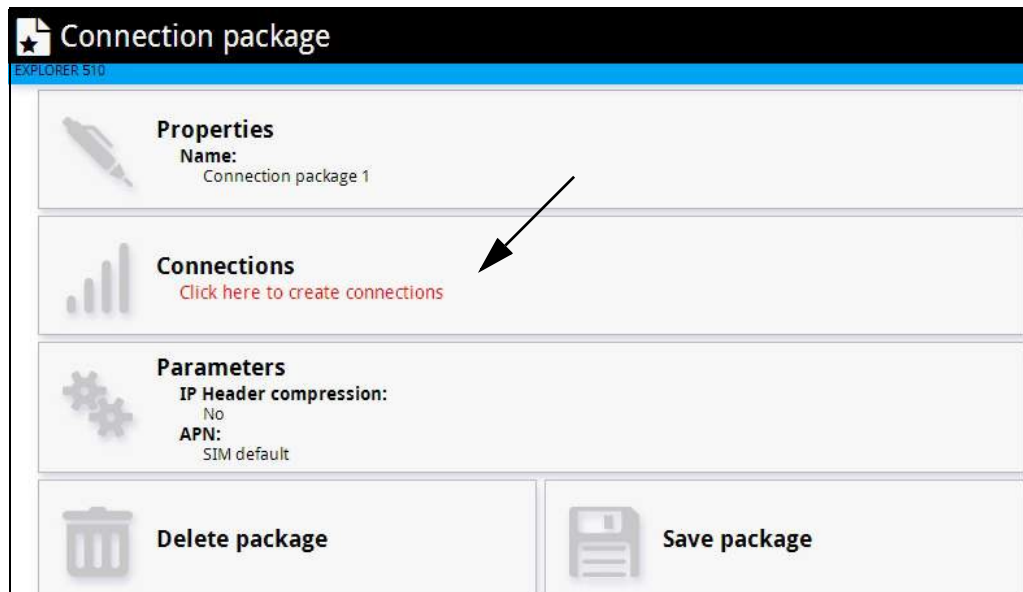 Connection package
EXPLORER 510
Properties
Name:
Connection package 1
Connections
Click here to create connections
Parameters
IP Header compression:
No
APN:
SIM default
Delete package
Save package